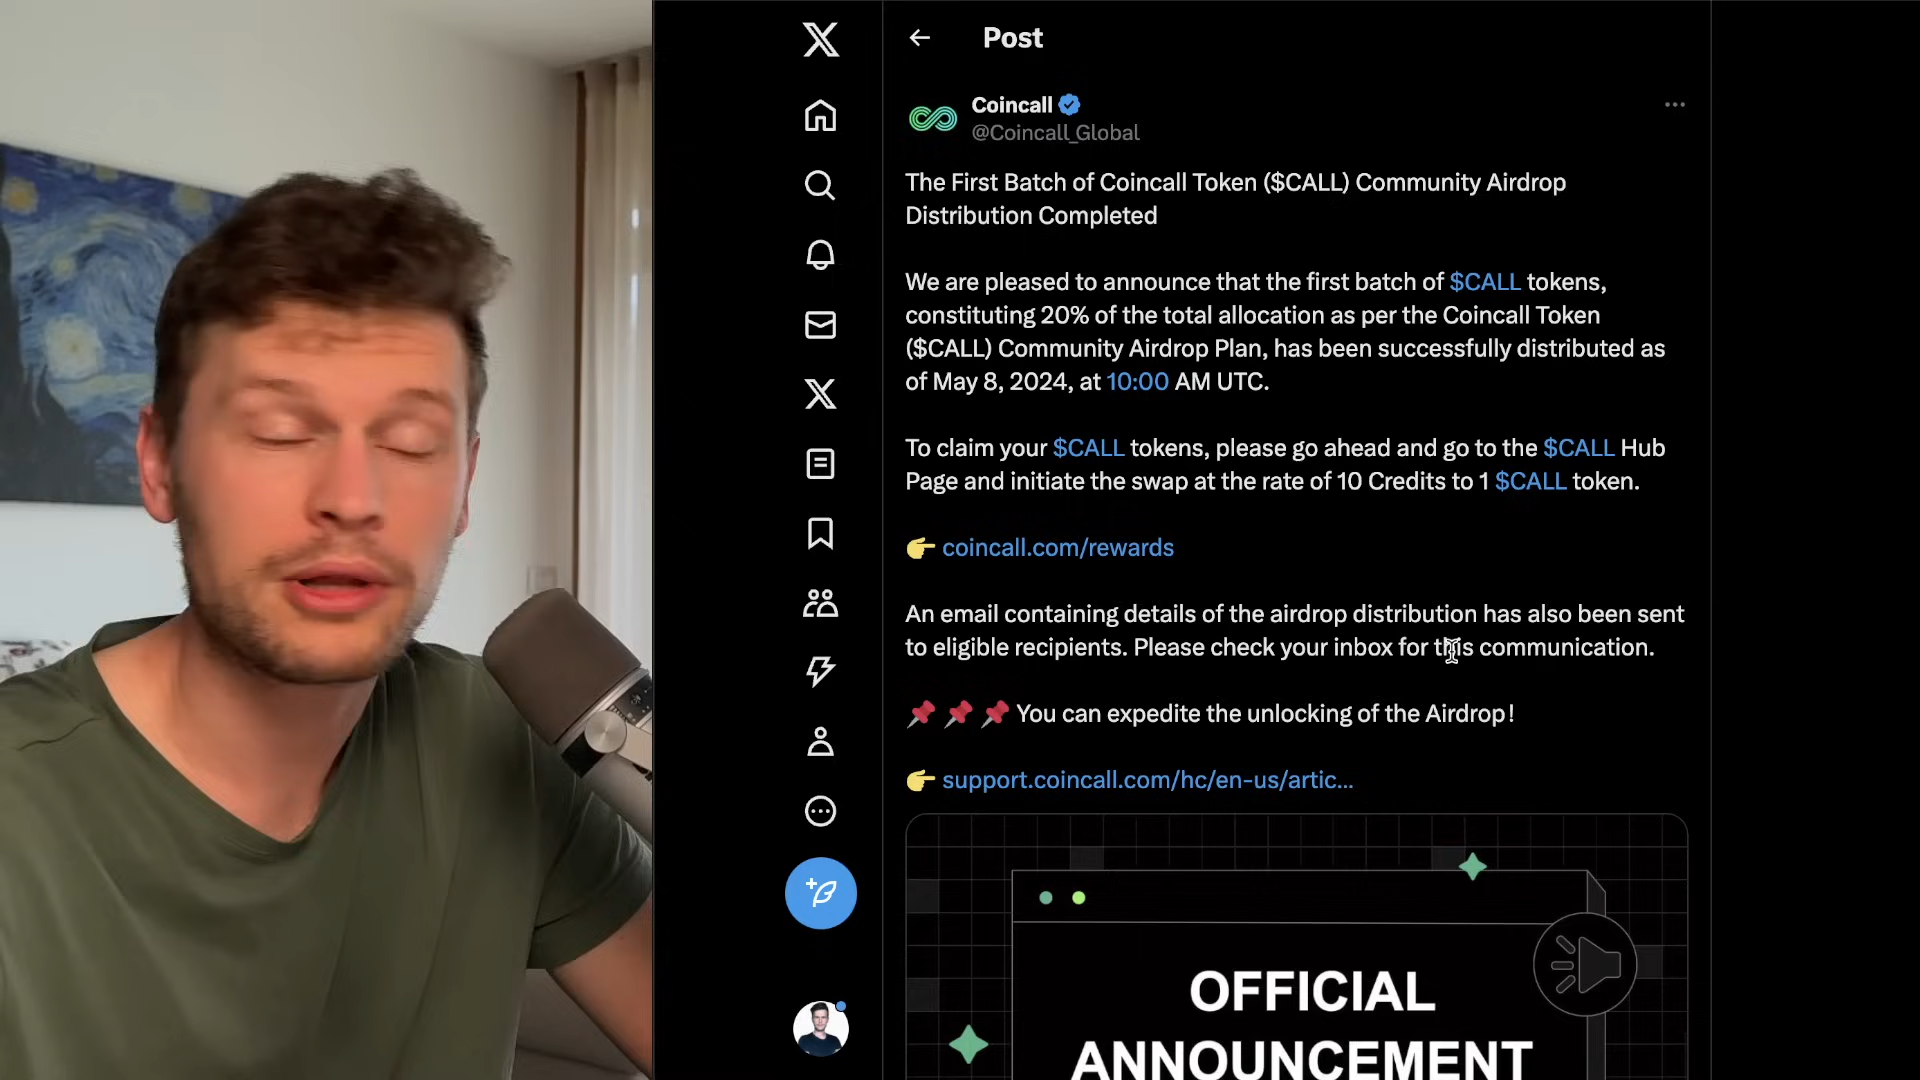 Post
Coincall
@Coincall_Global
The First Batch of Coincall Token ($CALL) Community Airdrop
Distribution Completed
We are pleased to announce that the first batch of $CALL tokens,
constituting 20% of the total allocation as per the Coincall Token
($CALL) Community Airdrop Plan, has been successfully distributed as
of May 8, 2024, at 10:00 AM UTC.
To claim your $CALL tokens, please go ahead and go to the $CALL Hub
Page and initiate the swap at the rate of 10 Credits to 1 $CALL token.
👉 coincall.com/rewards
An email containing details of the airdrop distribution has also been sent
to eligible recipients. Please check your inbox for this communication.
📌 📌 📌 You can expedite the unlocking of the Airdrop!
👉 support.coincall.com/hc/en-us/artic...
OFFICIAL
ANNOUNCEMENT